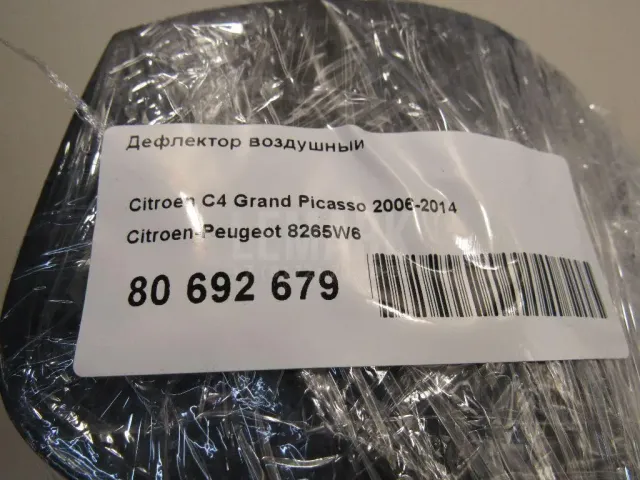 Дефлектор воздушный
Citroen C4 Grand Picasso 2006-2014
Citroen-Peugeot 8265W6
80 692 679